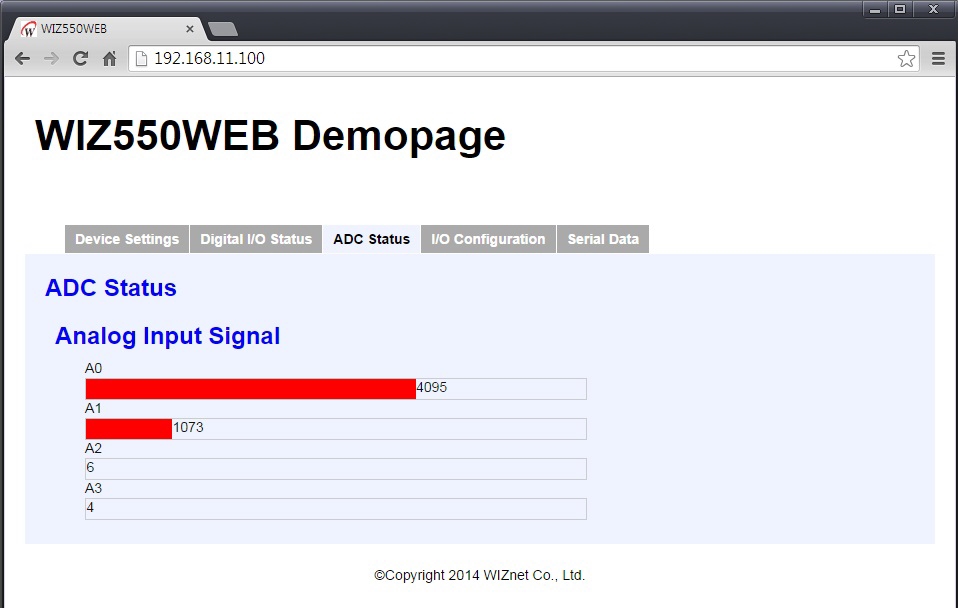 WIZ550WEB
192.168.11.100
WIZ550WEB Demopage
Device Settings Digital I/O Status ADC Status I/O Configuration Serial Data
ADC Status
Analog Input Signal
A0
4095
A1
1073
A2
6
A3
4
©Copyright 2014 WIZnet Co., Ltd.